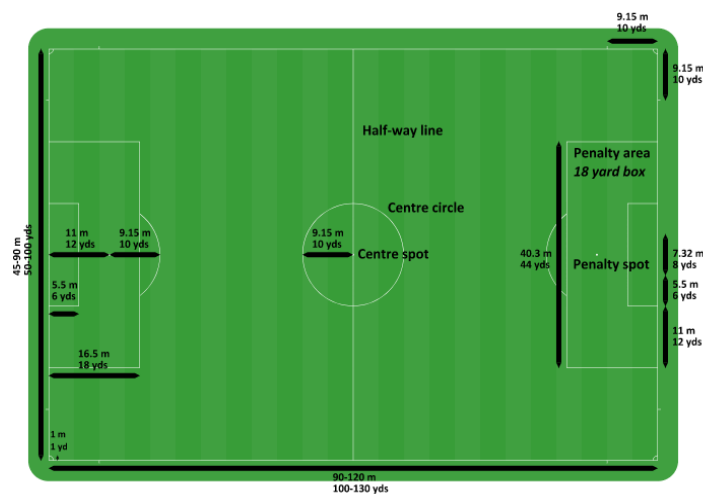 9.15 m
10 yds
9.15 m
10 yds
Half-way line
Penalty area
18 yard box
Centre circle
11 m
12 yds
9.15 m
10 yds
9.15 m
10 yds
Centre spot
40.3 m
44 yds
Penalty spot
7.32 m
8 yds
45-90 m
50-100 yds
5.5 m
6 yds
5.5 m
6 yds
11 m
12 yds
16.5 m
18 yds
1 m
1 yd
90-120 m
100-130 yds